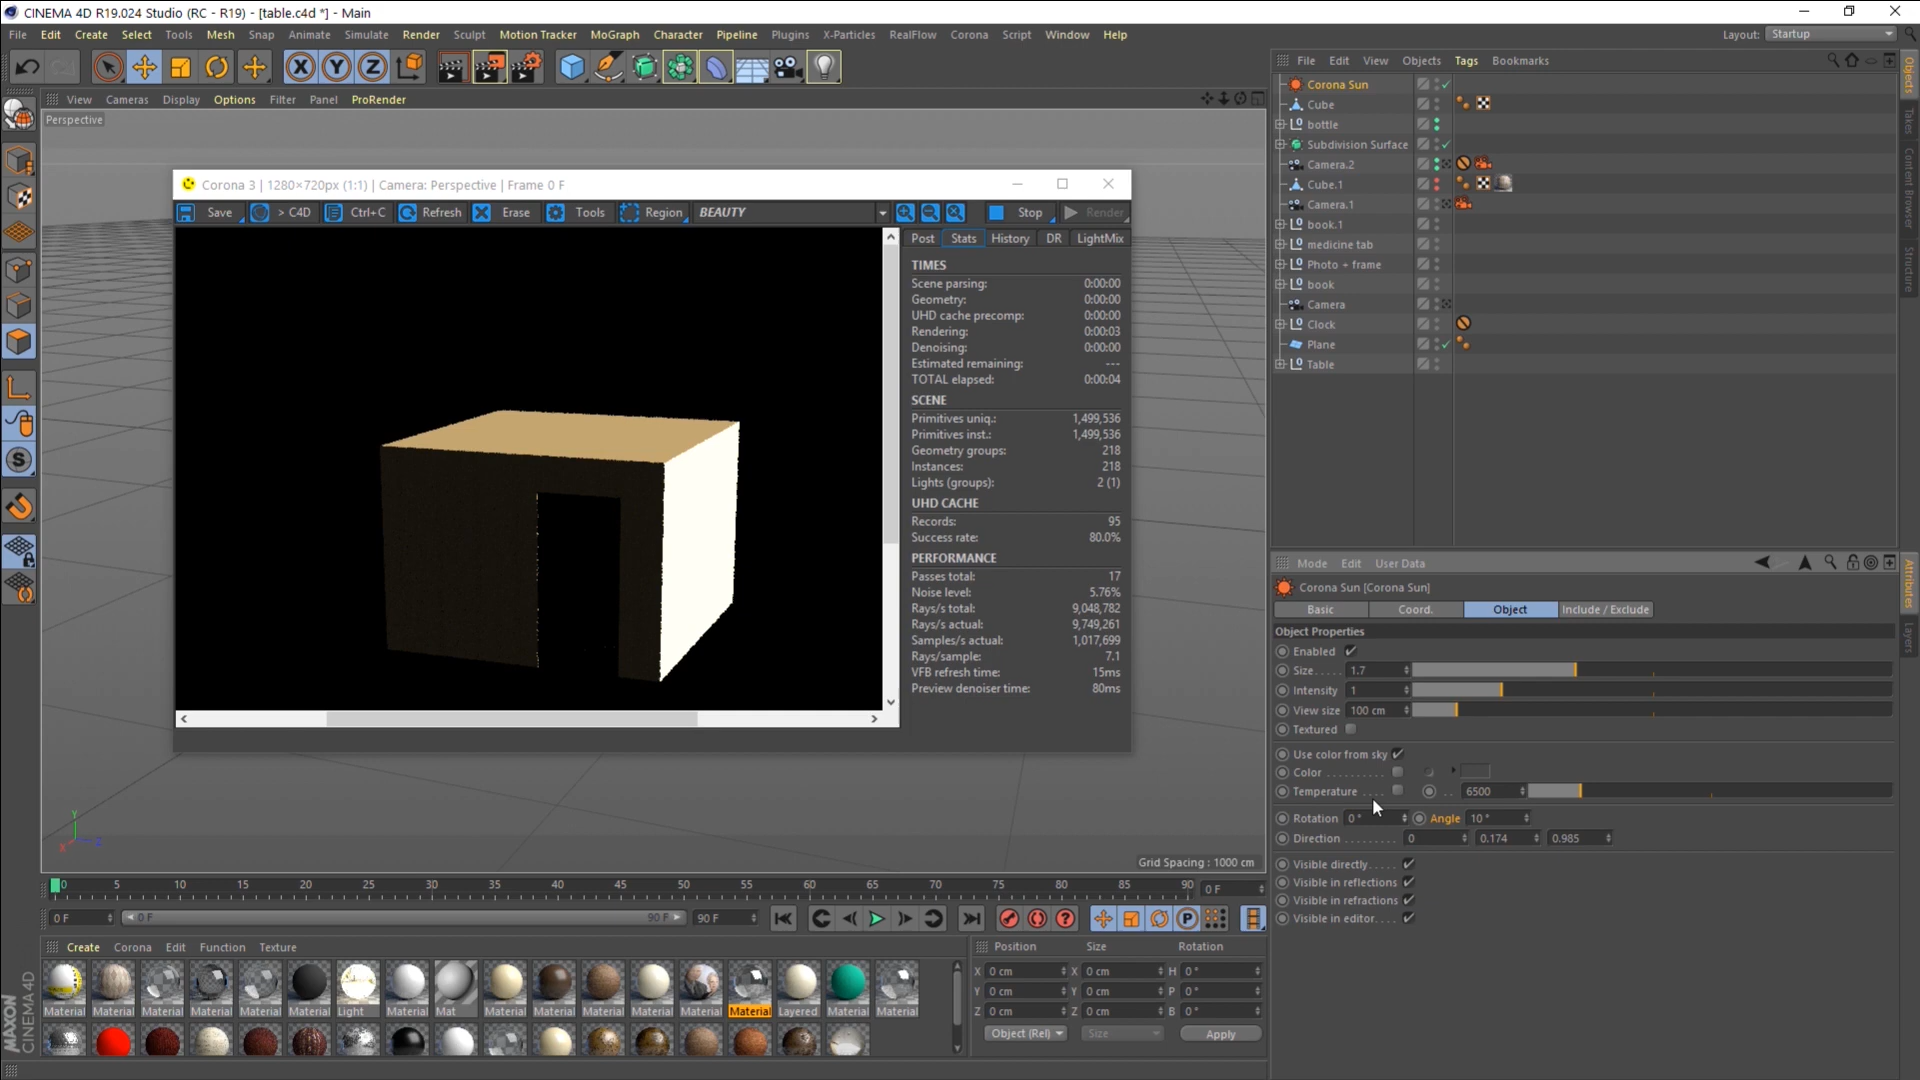 CINEMA 4D R19.024 Studio (RC - R19) - [table.c4d *] - Main
File Edit Create Select Tools Mesh Snap Animate Simulate Render Sculpt Motion Tracker MoGraph Character Pipeline Plugins X-Particles RealFlow Corona Script Window Help
Layout: Startup
View Cameras Display Options Filter Panel ProRender
Perspective
Corona 3 | 1280×720px (1:1) | Camera: Perspective | Frame 0 F
Save > C4D Ctrl+C Refresh Erase Tools Region BEAUTY Stop Render
Post Stats History DR LightMix
TIMES
Scene parsing: 0:00:00
Geometry: 0:00:00
UHD cache precomp: 0:00:00
Rendering: 0:00:03
Denoising: 0:00:00
Estimated remaining: ---
TOTAL elapsed: 0:00:04
SCENE
Primitives uniq.: 1,499,536
Primitives inst.: 1,499,536
Geometry groups: 218
Instances: 218
Lights (groups): 2 (1)
UHD CACHE
Records: 95
Success rate: 80.0%
PERFORMANCE
Passes total: 17
Noise level: 5.76%
Rays/s total: 9,048,782
Rays/s actual: 9,749,261
Samples/s actual: 1,017,699
Rays/sample: 7.1
VFB refresh time: 15ms
Preview denoiser time: 80ms
Y
X
Z
Grid Spacing : 1000 cm
0 5 10 15 20 25 30 35 40 45 50 55 60 65 70 75 80 85 90 0 F
0 F 0 F 90 F 90 F
Create Corona Edit Function Texture
Material Material Material Material Material Material Light Material Mat Material Material Material Material Material Material Layered Material Material
MAXON
CINEMA4D
Position Size Rotation
X 0 cm X 0 cm H 0°
Y 0 cm Y 0 cm P 0°
Z 0 cm Z 0 cm B 0°
Object (Rel) Size Apply
File Edit View Objects Tags Bookmarks
Corona Sun
Cube
bottle
Subdivision Surface
Camera.2
Cube.1
Camera.1
book.1
medicine tab
Photo + frame
book
Camera
Clock
Plane
Table
Objects
Takes
Content Browser
Structure
Mode Edit User Data
Corona Sun [Corona Sun]
Basic Coord. Object Include / Exclude
Object Properties
Enabled
Size 1.7
Intensity 1
View size 100 cm
Textured
Use color from sky
Color
Temperature 6500
Rotation 0° Angle 10°
Direction 0 0.174 0.985
Visible directly
Visible in reflections
Visible in refractions
Visible in editor
Attributes
Layers